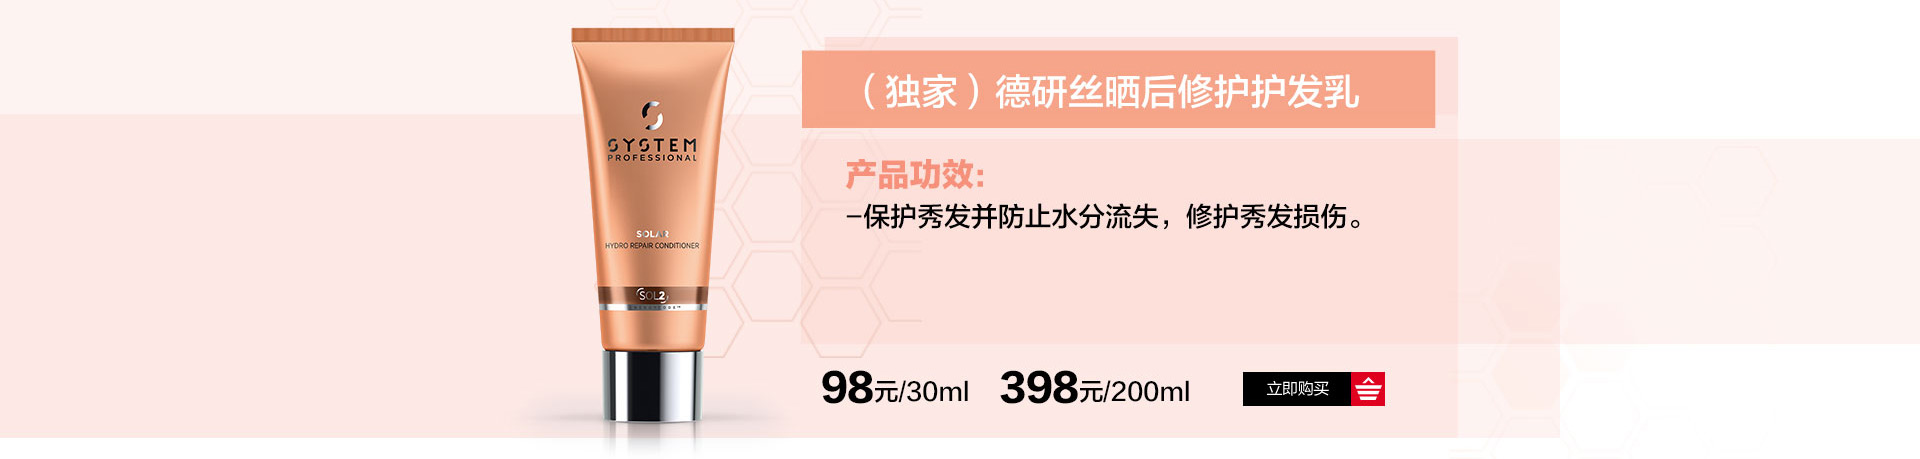 SYSTEM
PROFESSIONAL
SOLAR
HYDRO REPAIR CONDITIONER
SOL2
（独家）德研丝晒后修护护发乳
产品功效:
-保护秀发并防止水分流失，修护秀发损伤。
98元/30ml 398元/200ml
立即购买